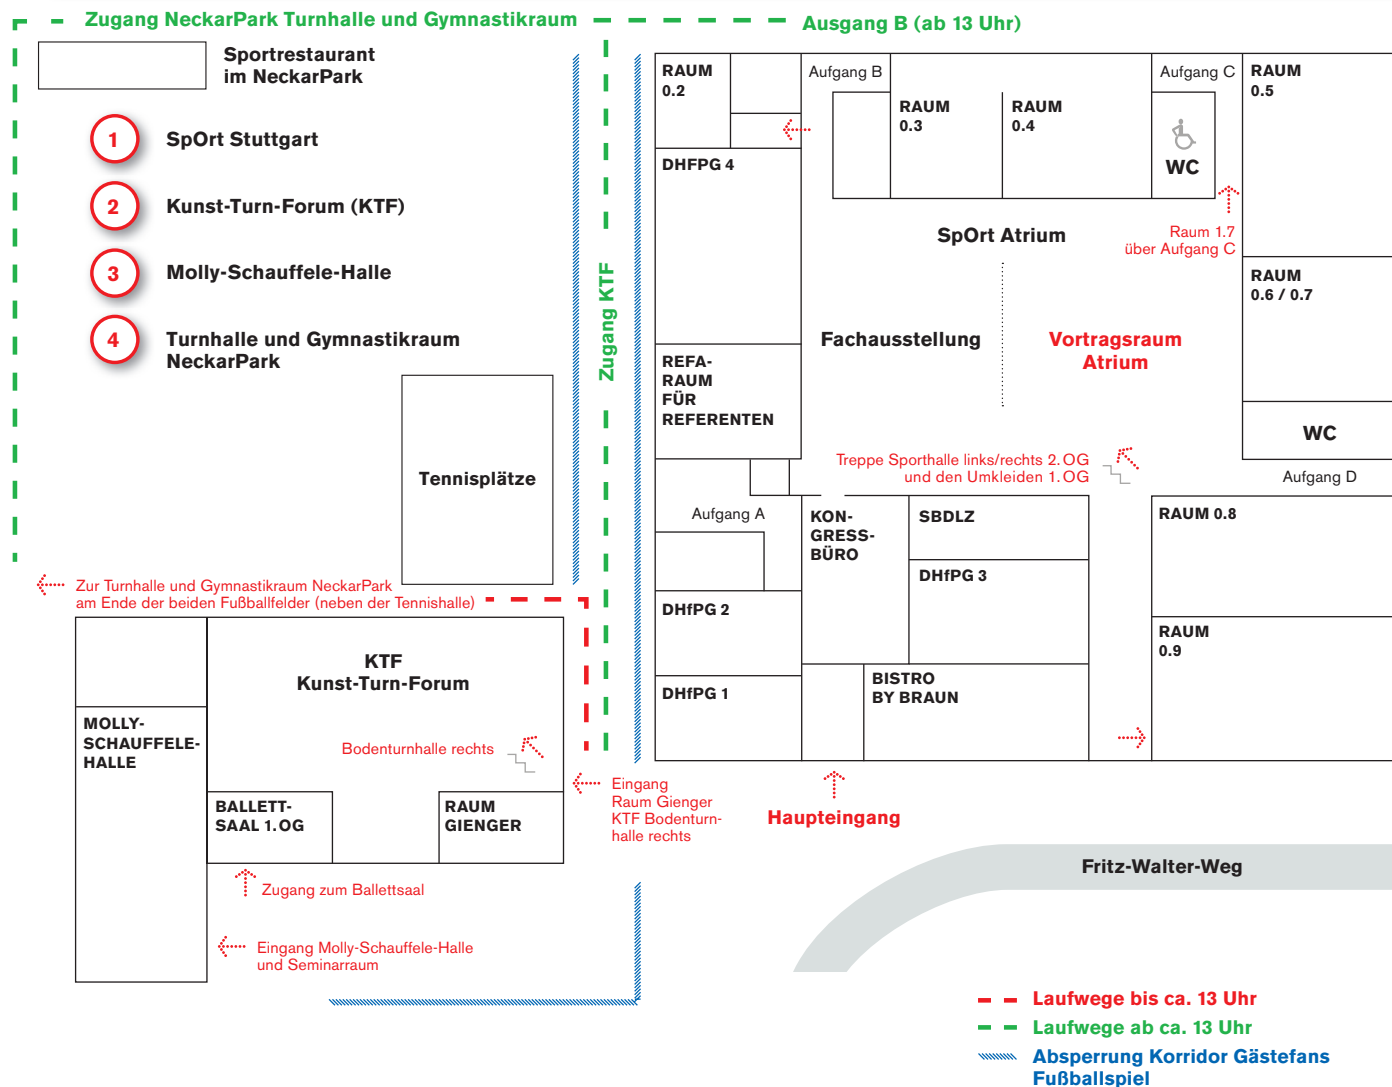 Zugang NeckarPark Turnhalle und Gymnastikraum
Ausgang B (ab 13 Uhr)
Sportrestaurant
im NeckarPark
1
SpOrt Stuttgart
2
Kunst-Turn-Forum (KTF)
3
Molly-Schauffele-Halle
4
Turnhalle und Gymnastikraum
NeckarPark
Tennisplätze
Zugang KTF
RAUM
0.2
Aufgang B
RAUM
0.3
RAUM
0.4
Aufgang C
WC
RAUM
0.5
DHFPG 4
SpOrt Atrium
Raum 1.7
über Aufgang C
RAUM
0.6 / 0.7
Fachausstellung
Vortragsraum
Atrium
REFA-
RAUM
FÜR
REFERENTEN
WC
Treppe Sporthalle links/rechts 2. OG
und den Umkleiden 1. OG
Aufgang D
Aufgang A
KON-
GRESS-
BÜRO
SBDLZ
RAUM 0.8
DHfPG 3
DHfPG 2
RAUM
0.9
DHfPG 1
BISTRO
BY BRAUN
Haupteingang
Zur Turnhalle und Gymnastikraum NeckarPark
am Ende der beiden Fußballfelder (neben der Tennishalle)
KTF
Kunst-Turn-Forum
MOLLY-
SCHAUFFELE-
HALLE
Bodenturnhalle rechts
BALLETT-
SAAL 1. OG
RAUM
GIENGER
Eingang
Raum Gienger
KTF Bodenturn-
halle rechts
Zugang zum Ballettsaal
Eingang Molly-Schauffele-Halle
und Seminarraum
Fritz-Walter-Weg
Laufwege bis ca. 13 Uhr
Laufwege ab ca. 13 Uhr
Absperrung Korridor Gästefans
Fußballspiel